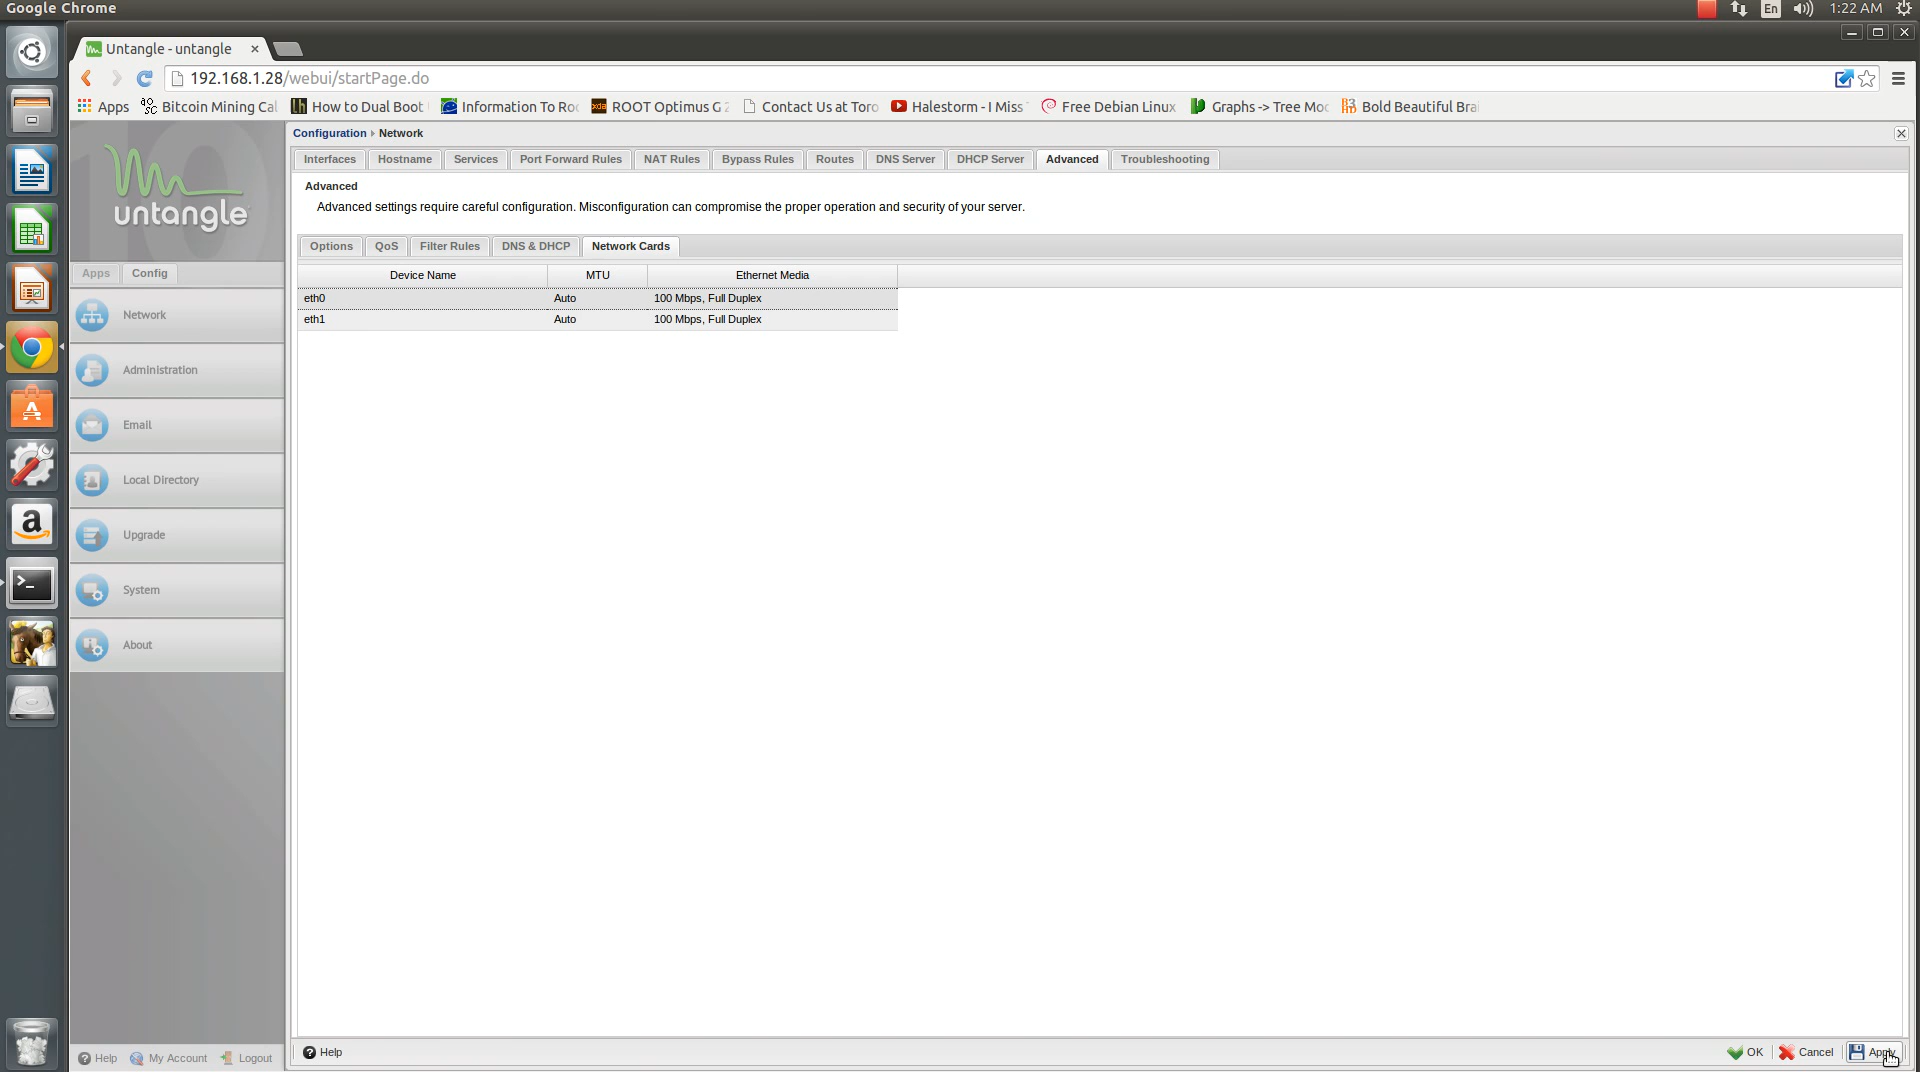 Google Chrome
En
1:22 AM
Untangle - untangle
192.168.1.28/webui/startPage.do
Apps
Bitcoin Mining Cal
How to Dual Boot
Information To Roo
ROOT Optimus G 2
Contact Us at Toro
Halestorm - I Miss
Free Debian Linux
Graphs -> Tree Moc
Bold Beautiful Bra
untangle
Configuration
Network
Interfaces
Hostname
Services
Port Forward Rules
NAT Rules
Bypass Rules
Routes
DNS Server
DHCP Server
Advanced
Troubleshooting
Advanced
Advanced settings require careful configuration. Misconfiguration can compromise the proper operation and security of your server.
Options
QoS
Filter Rules
DNS & DHCP
Network Cards
Device Name
MTU
Ethernet Media
eth0
Auto
100 Mbps, Full Duplex
eth1
Auto
100 Mbps, Full Duplex
Apps
Config
Network
Administration
Email
Local Directory
Upgrade
System
About
Help
My Account
Logout
Help
OK
Cancel
Apply